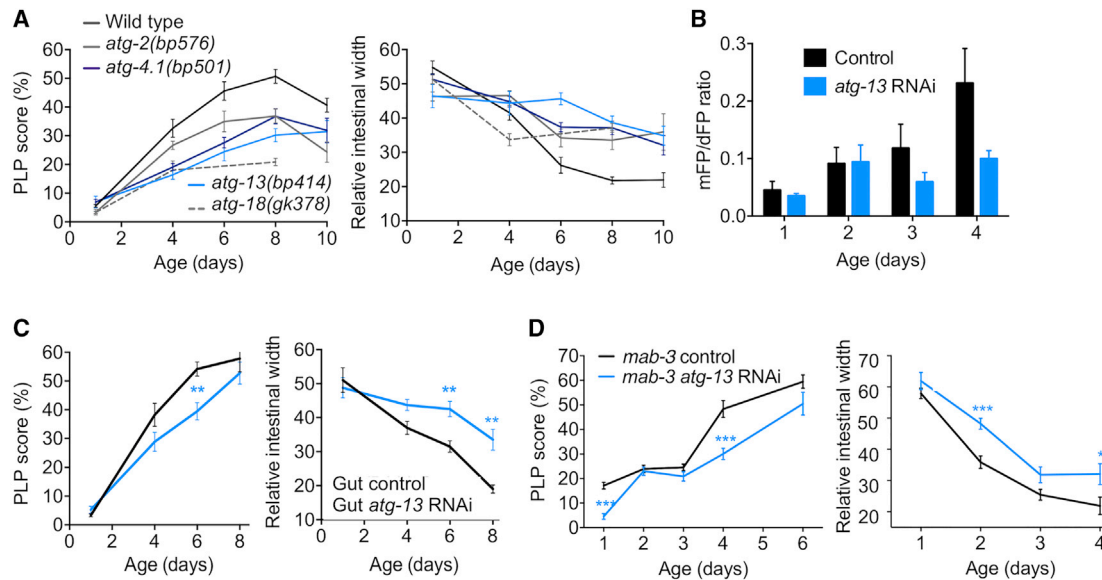 A
Wild type
atg-2(bp576)
atg-4.1(bp501)
PLP score (%)
60
50
40
30
20
10
0
0 2 4 6 8 10
Age (days)
atg-13(bp414)
atg-18(gk378)
Relative intestinal width
60
50
40
30
20
10
0 2 4 6 8 10
Age (days)
B
Control
atg-13 RNAi
mFP/dFP ratio
0.3
0.2
0.1
0.0
1 2 3 4
Age (days)
C
PLP score (%)
60
50
40
30
20
10
0
**
0 2 4 6 8
Age (days)
Relative intestinal width
60
50
40
30
20
10
**
**
Gut control
Gut atg-13 RNAi
0 2 4 6 8
Age (days)
D
mab-3 control
mab-3 atg-13 RNAi
PLP score (%)
70
60
50
40
30
20
10
0
***
***
1 2 3 4 5 6
Age (days)
Relative intestinal width
70
60
50
40
30
20
***
*
1 2 3 4
Age (days)